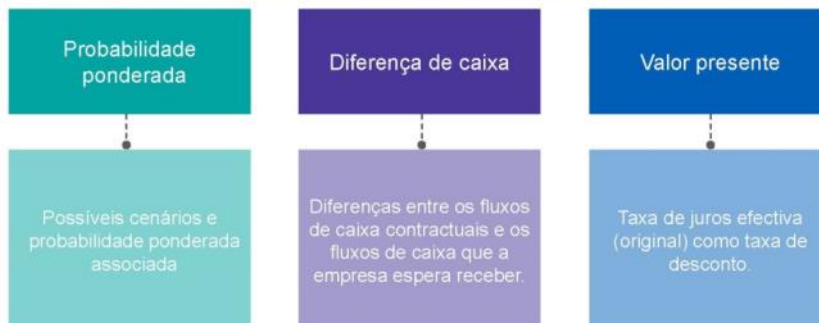 Probabilidade
ponderada
Diferença de caixa
Valor presente
Possíveis cenários e
probabilidade ponderada
associada
Diferenças entre os fluxos
de caixa contractuais e os
fluxos de caixa que a
empresa espera receber.
Taxa de juros efectiva
(original) como taxa de
desconto.